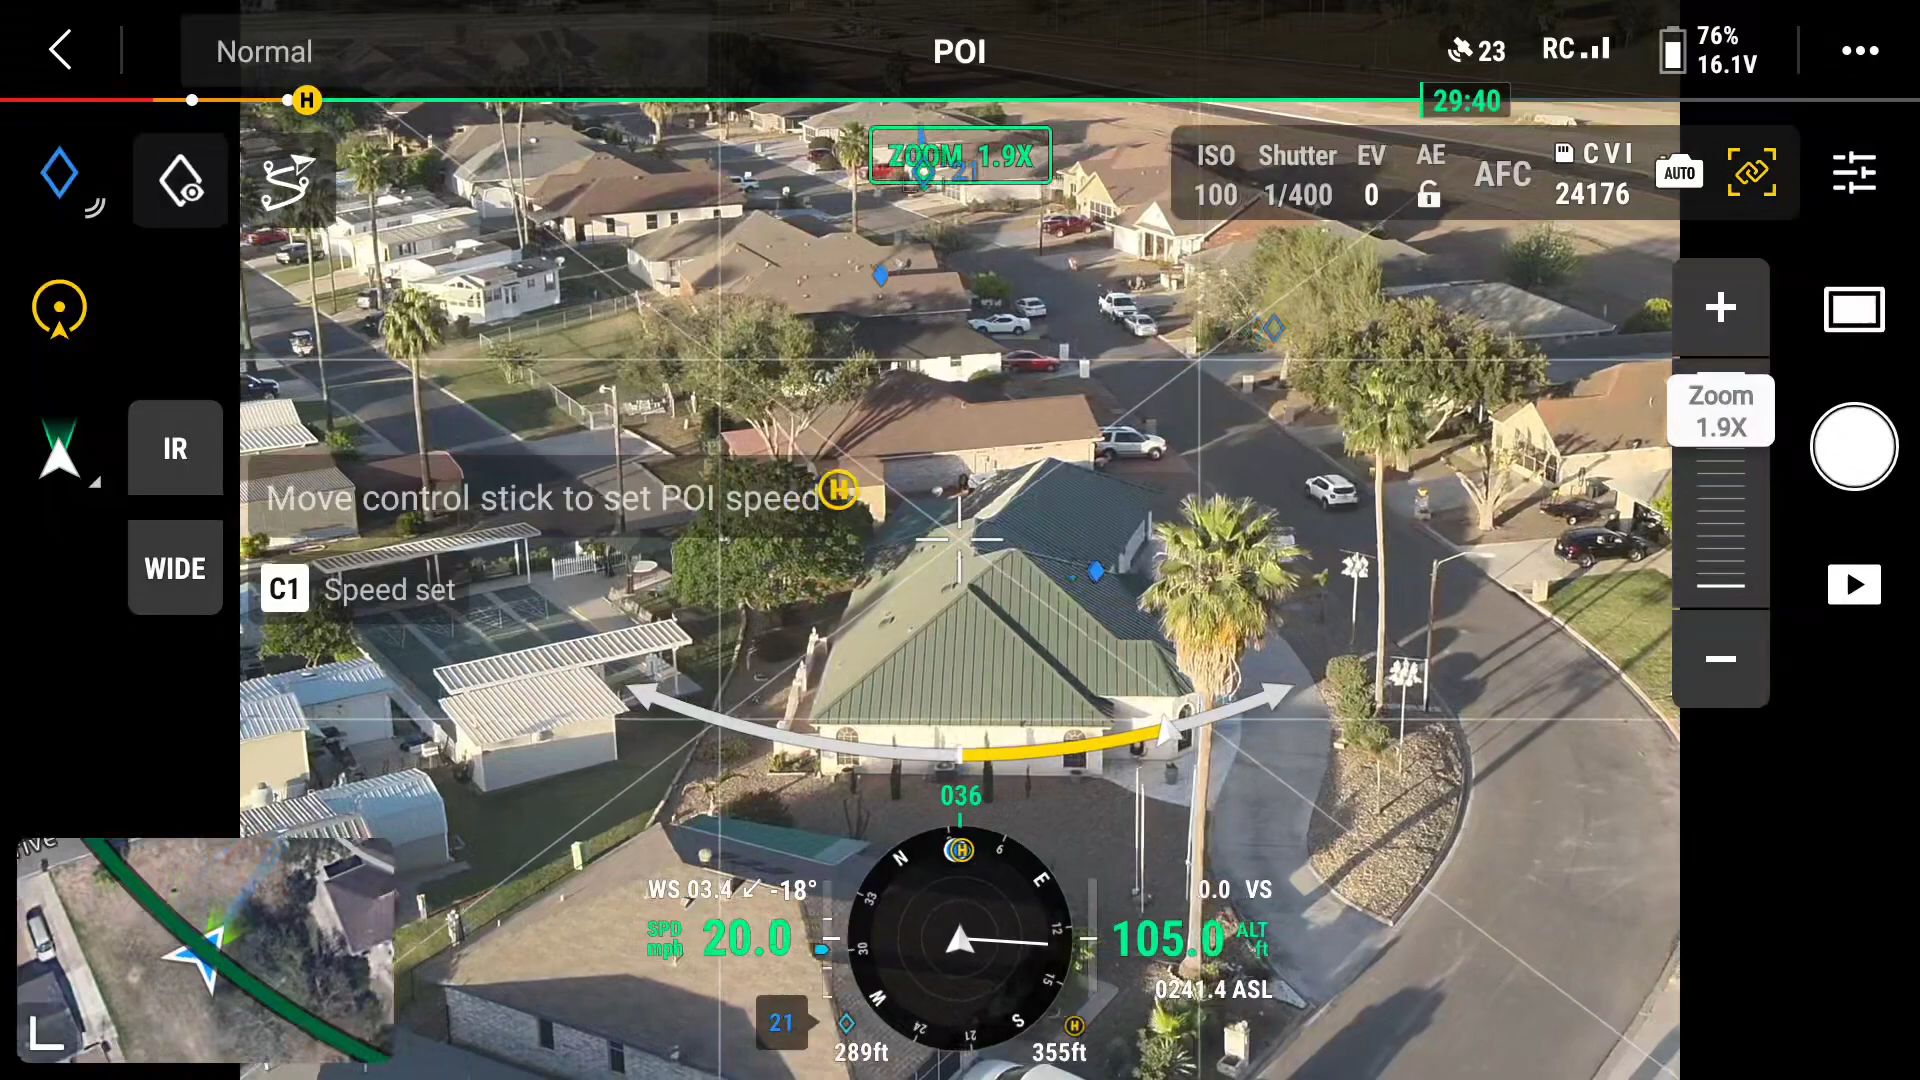 Normal
POI
23
RC
76%
16.1V
H
29:40
ZOOM 1.9X
21
ISO
100
Shutter
1/400
EV
0
AE
AFC
CVI
24176
AUTO
Zoom
1.9X
IR
WIDE
Move control stick to set POI speed
H
C1 Speed set
036
N
6
E
12
15
S
21
24
W
30
33
H
WS 03.4
-18°
SPD
mph
20.0
0.0 VS
105.0
ALT
ft
0241.4 ASL
21
289ft
H
355ft
rive
L